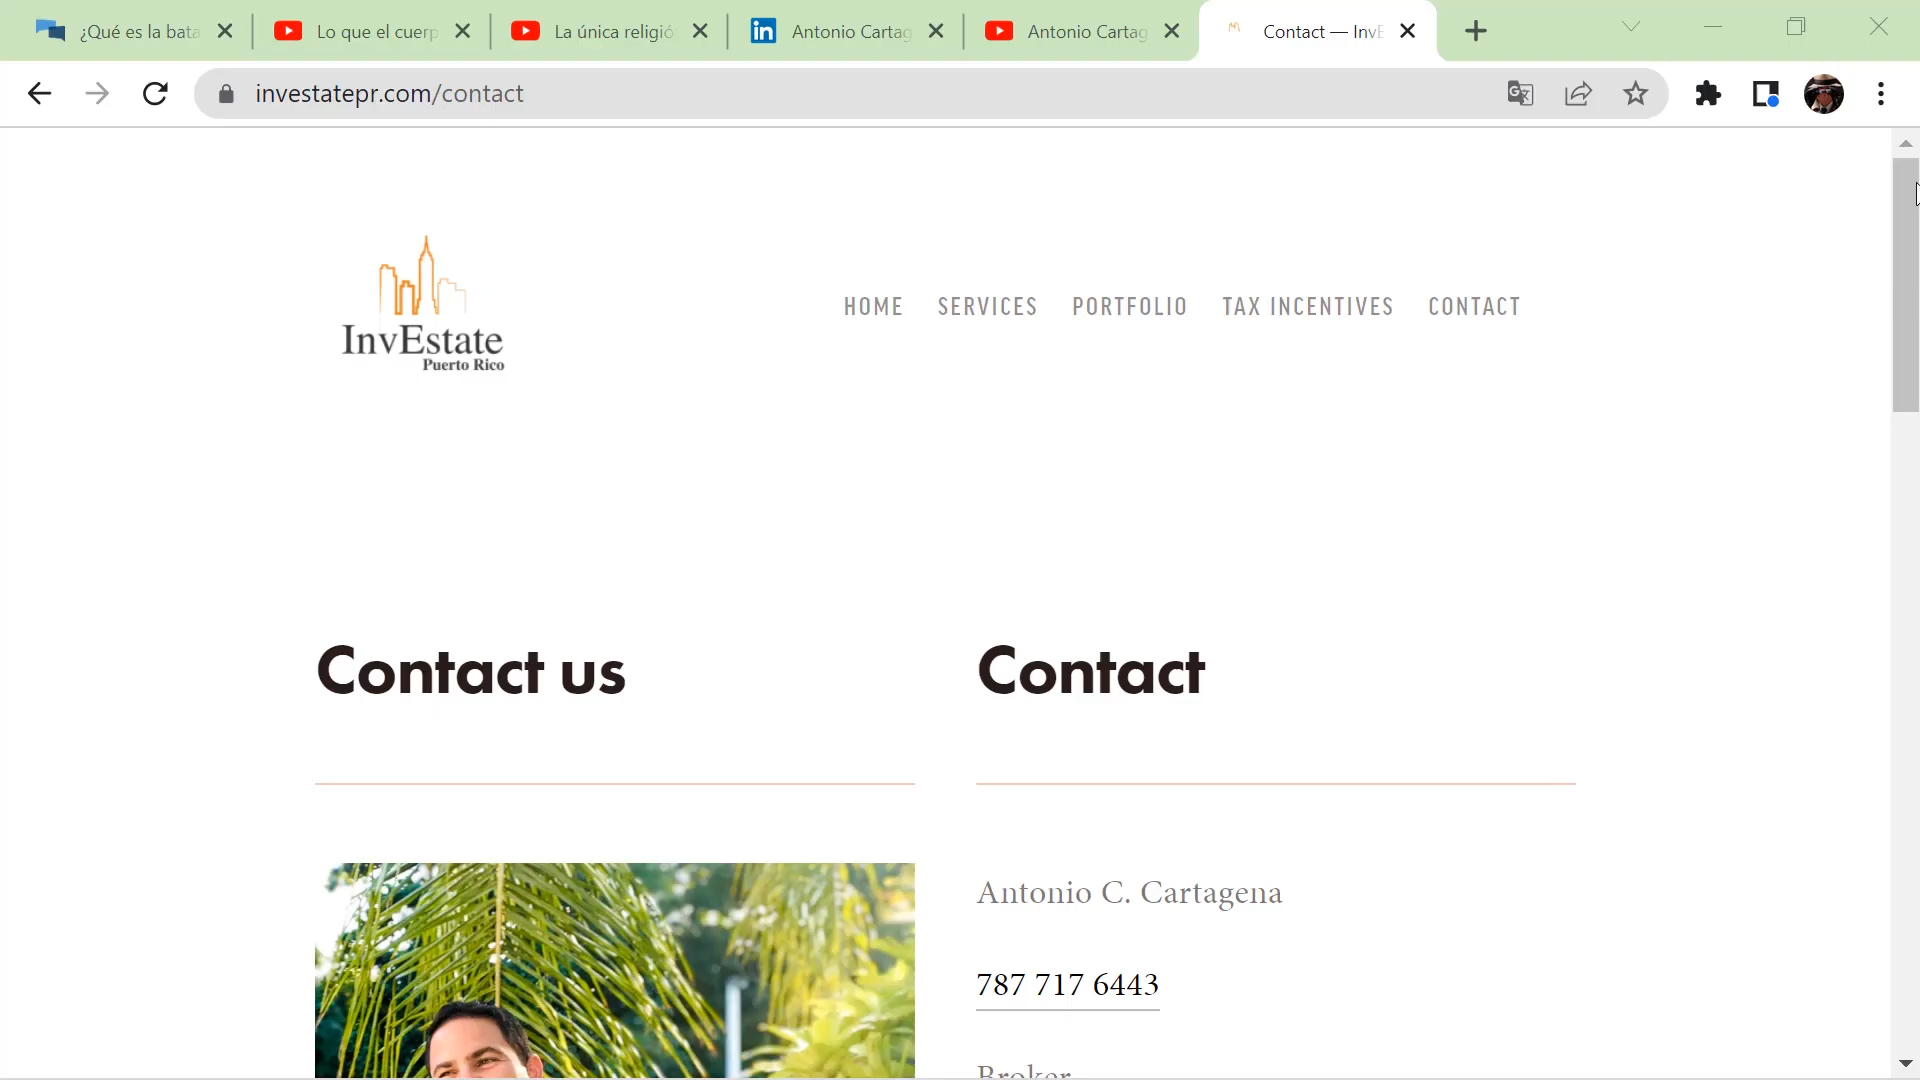 ¿Qué es la bata
Lo que el cuerp
La única religió
Antonio Cartag
Antonio Cartag
Contact — InvE
investatepr.com/contact
InvEstate
Puerto Rico
HOME SERVICES PORTFOLIO TAX INCENTIVES CONTACT
Contact us
Contact
Antonio C. Cartagena
787 717 6443
Broker